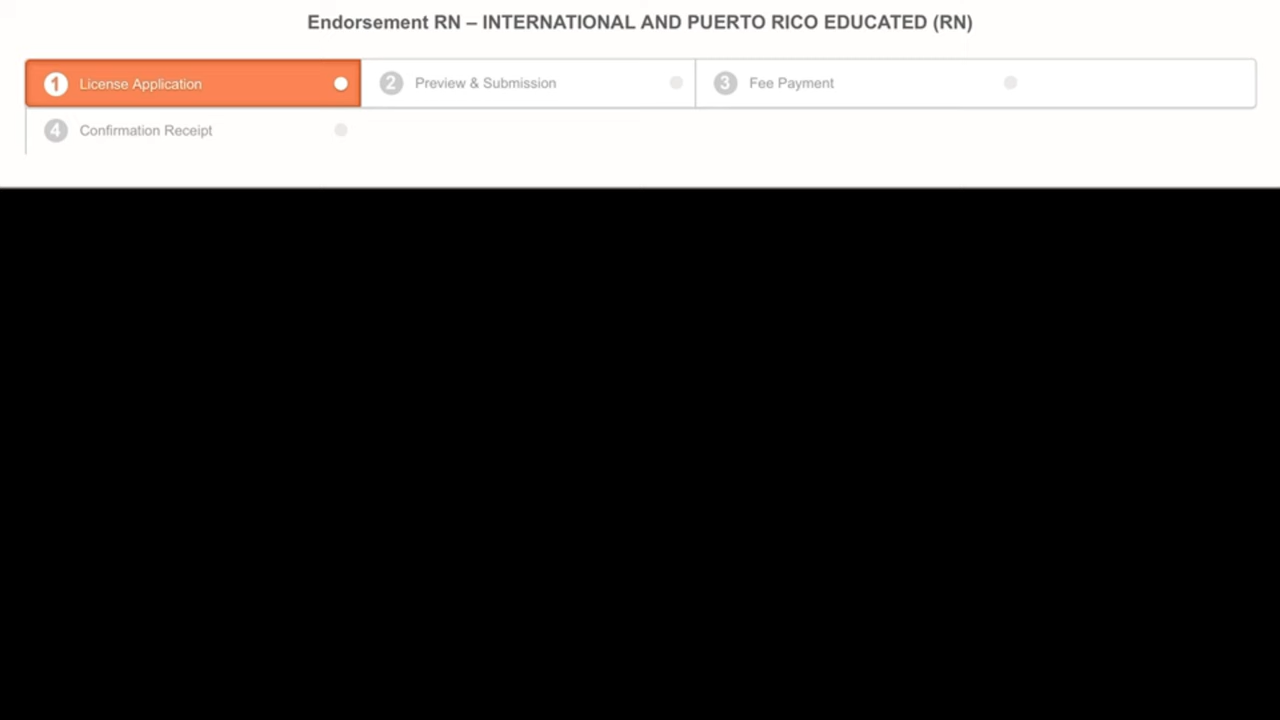 Endorsement RN – INTERNATIONAL AND PUERTO RICO EDUCATED (RN)
1 License Application
2 Preview & Submission
3 Fee Payment
4 Confirmation Receipt